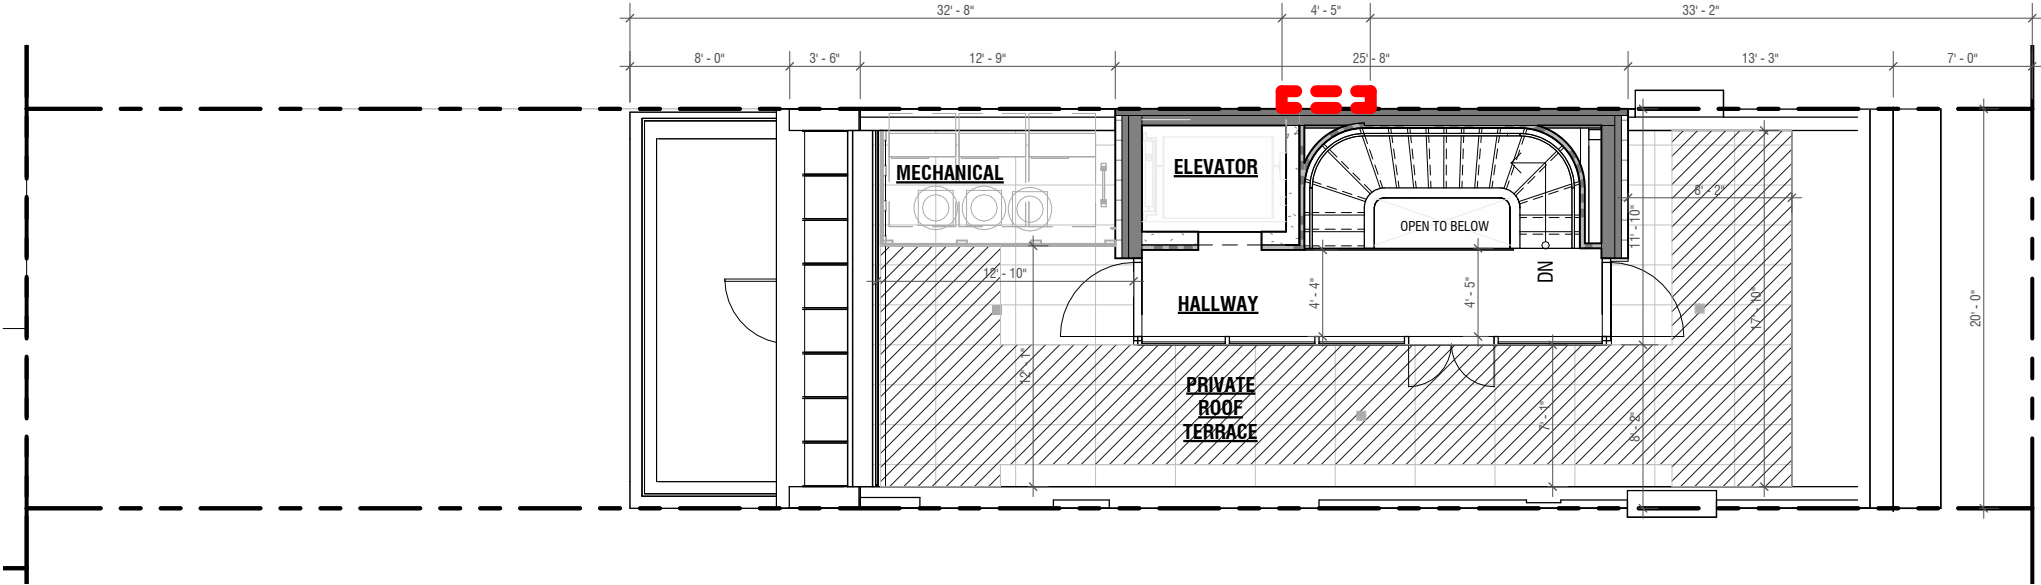 32' - 8"
4' - 5"
33' - 2"
8' - 0"
3' - 6"
12' - 9"
25' - 8"
13' - 3"
7' - 0"
MECHANICAL
ELEVATOR
8' - 2"
OPEN TO BELOW
11' - 10"
12' - 10"
DN
HALLWAY
4' - 4"
4' - 5"
17' - 10"
20' - 0"
12' - 1"
PRIVATE
ROOF
TERRACE
7' - 1"
8' - 2"